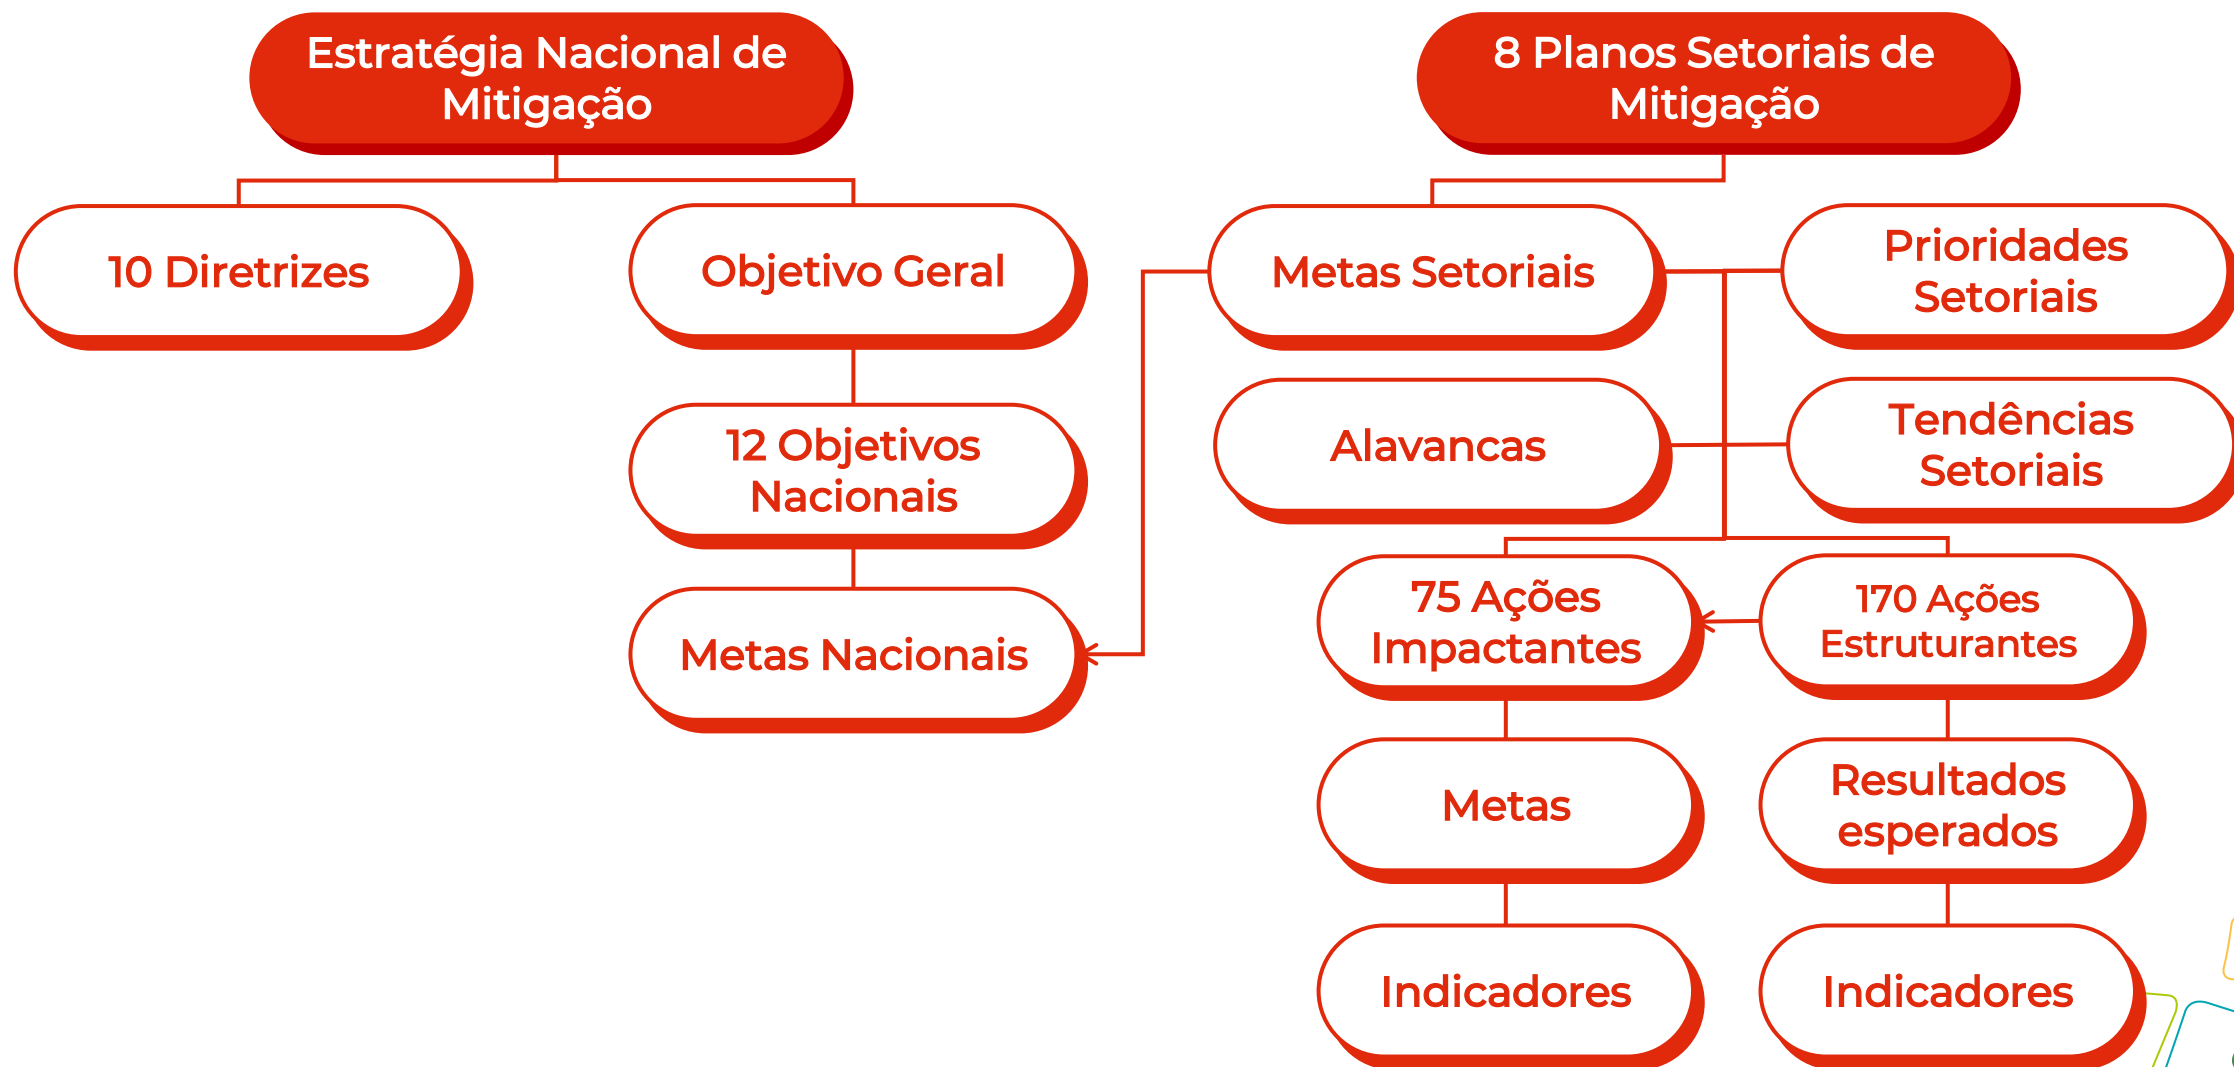 Estratégia Nacional de
Mitigação
10 Diretrizes
Objetivo Geral
12 Objetivos
Nacionais
Metas Nacionais
8 Planos Setoriais de
Mitigação
Metas Setoriais
Prioridades
Setoriais
Alavancas
Tendências
Setoriais
75 Ações
Impactantes
170 Ações
Estruturantes
Metas
Resultados
esperados
Indicadores
Indicadores